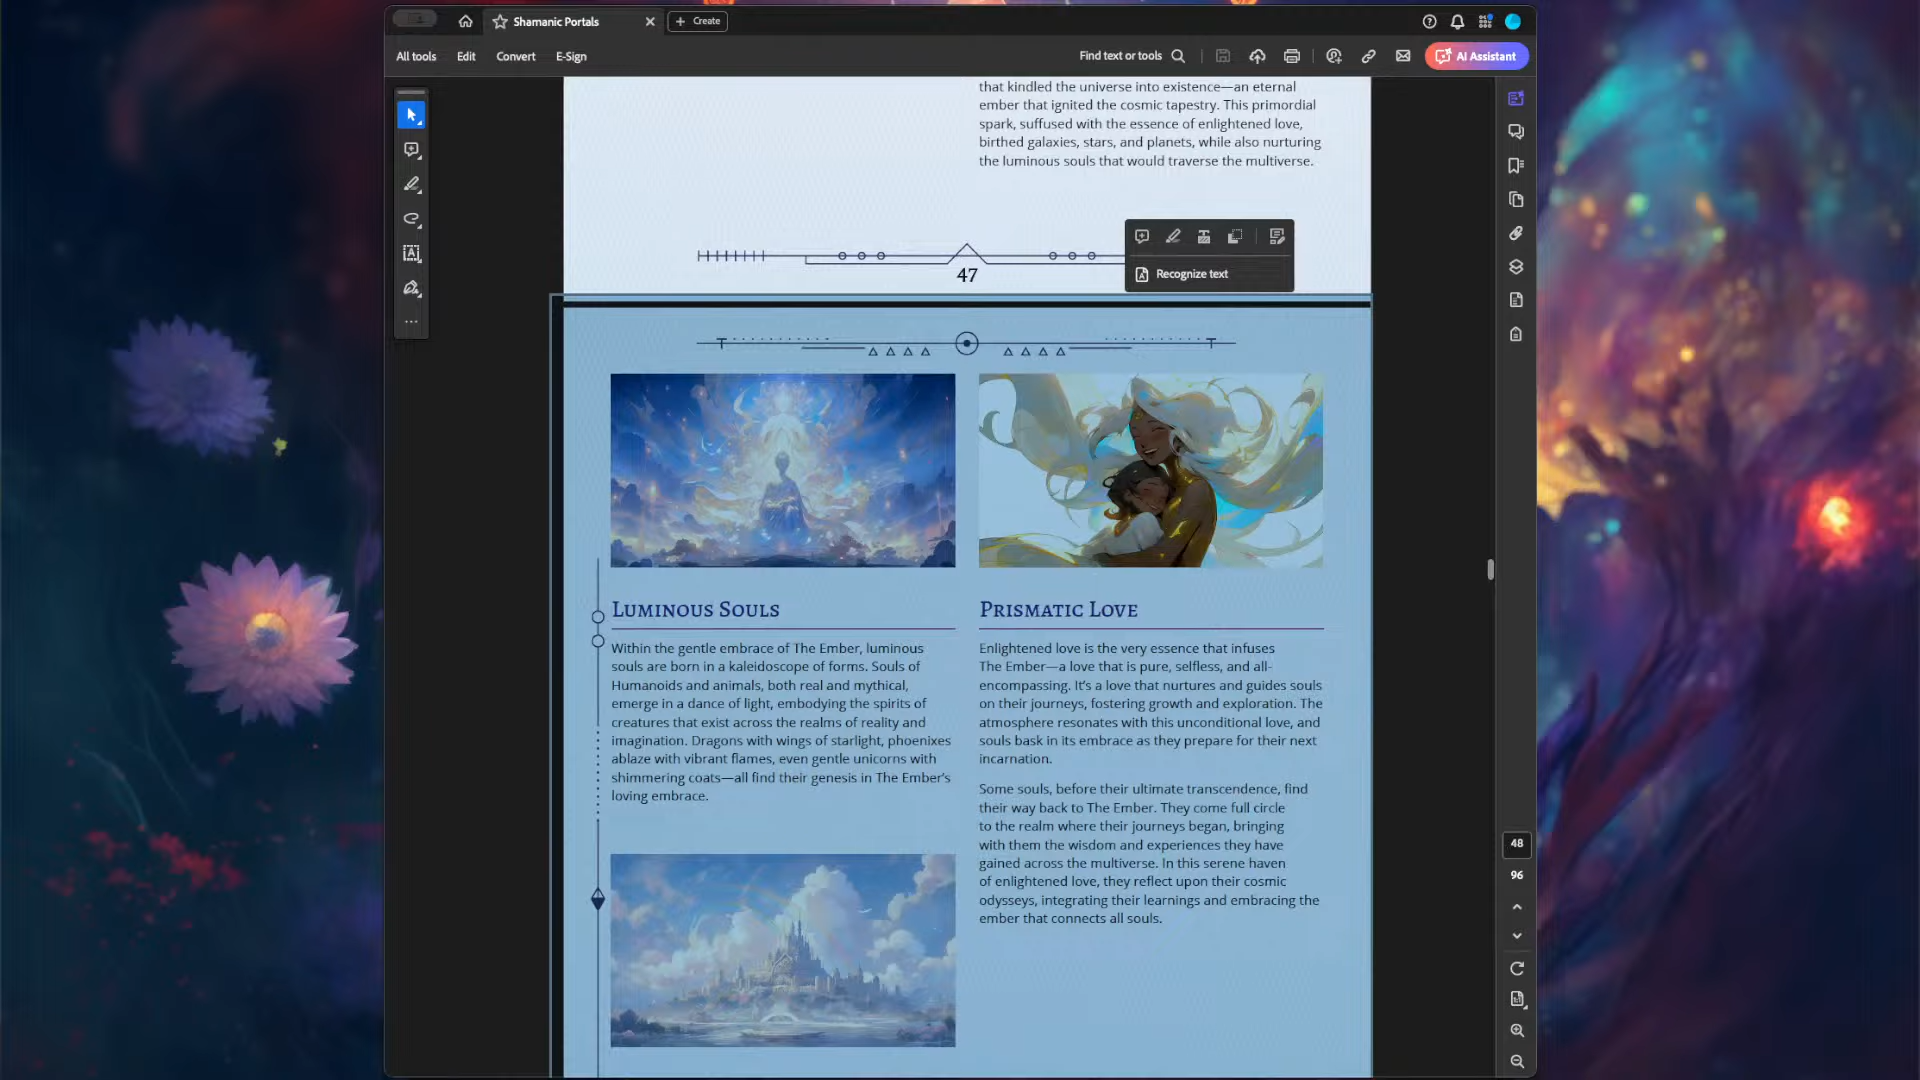 Shamanic Portals
Create
All tools
Edit
Convert
E-Sign
Find text or tools
AI Assistant
that kindled the universe into existence—an eternal
ember that ignited the cosmic tapestry. This primordial
spark, suffused with the essence of enlightened love,
birthed galaxies, stars, and planets, while also nurturing
the luminous souls that would traverse the multiverse.
Recognize text
47
Luminous Souls
Within the gentle embrace of The Ember, luminous
souls are born in a kaleidoscope of forms. Souls of
Humanoids and animals, both real and mythical,
emerge in a dance of light, embodying the spirits of
creatures that exist across the realms of reality and
imagination. Dragons with wings of starlight, phoenixes
ablaze with vibrant flames, even gentle unicorns with
shimmering coats—all find their genesis in The Ember's
loving embrace.
Prismatic Love
Enlightened love is the very essence that infuses
The Ember—a love that is pure, selfless, and all-
encompassing. It's a love that nurtures and guides souls
on their journeys, fostering growth and exploration. The
atmosphere resonates with this unconditional love, and
souls bask in its embrace as they prepare for their next
incarnation.
Some souls, before their ultimate transcendence, find
their way back to The Ember. They come full circle
to the realm where their journeys began, bringing
with them the wisdom and experiences they have
gained across the multiverse. In this serene haven
of enlightened love, they reflect upon their cosmic
odysseys, integrating their learnings and embracing the
ember that connects all souls.
48
96